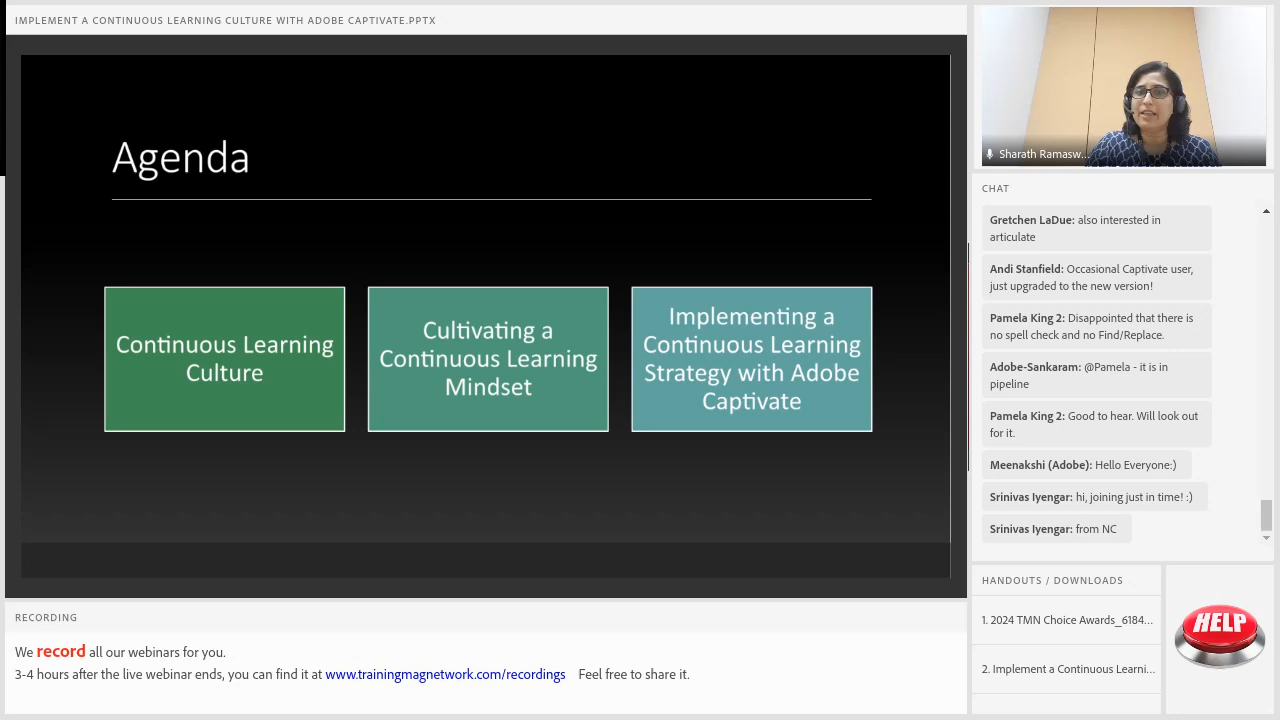 IMPLEMENT A CONTINUOUS LEARNING CULTURE WITH ADOBE CAPTIVATE.PPTX
Agenda
Continuous Learning
Culture
Cultivating a
Continuous Learning
Mindset
Implementing a
Continuous Learning
Strategy with Adobe
Captivate
Sharath Ramasw...
CHAT
Gretchen LaDue: also interested in
articulate
Andi Stanfield: Occasional Captivate user,
just upgraded to the new version!
Pamela King 2: Disappointed that there is
no spell check and no Find/Replace.
Adobe-Sankaram: @Pamela - it is in
pipeline
Pamela King 2: Good to hear. Will look out
for it.
Meenakshi (Adobe): Hello Everyone:)
Srinivas Iyengar: hi, joining just in time! :)
Srinivas Iyengar: from NC
HANDOUTS / DOWNLOADS
1. 2024 TMN Choice Awards_6184...
2. Implement a Continuous Learni...
HELP
RECORDING
We record all our webinars for you.
3-4 hours after the live webinar ends, you can find it at www.trainingmagnetwork.com/recordings Feel free to share it.